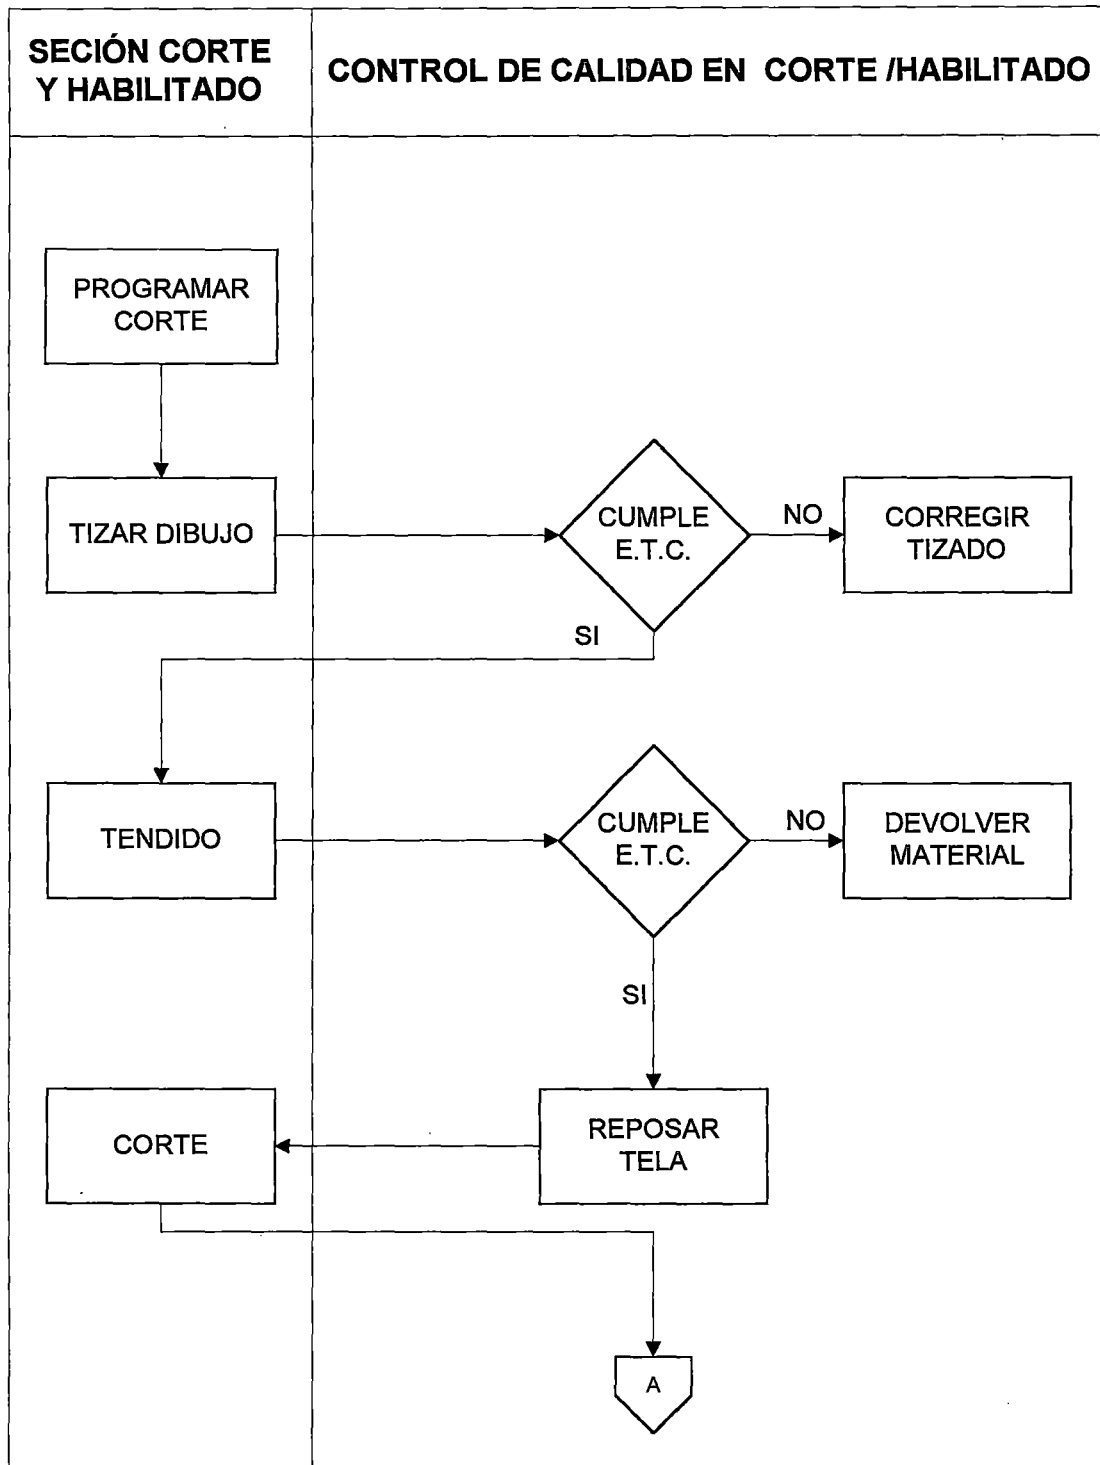 SECIÓN CORTE
Y HABILITADO
CONTROL DE CALIDAD EN CORTE /HABILITADO
PROGRAMAR
CORTE
TIZAR DIBUJO
CUMPLE
E.T.C.
NO
CORREGIR
TIZADO
SI
TENDIDO
CUMPLE
E.T.C.
NO
DEVOLVER
MATERIAL
SI
CORTE
REPOSAR
TELA
A